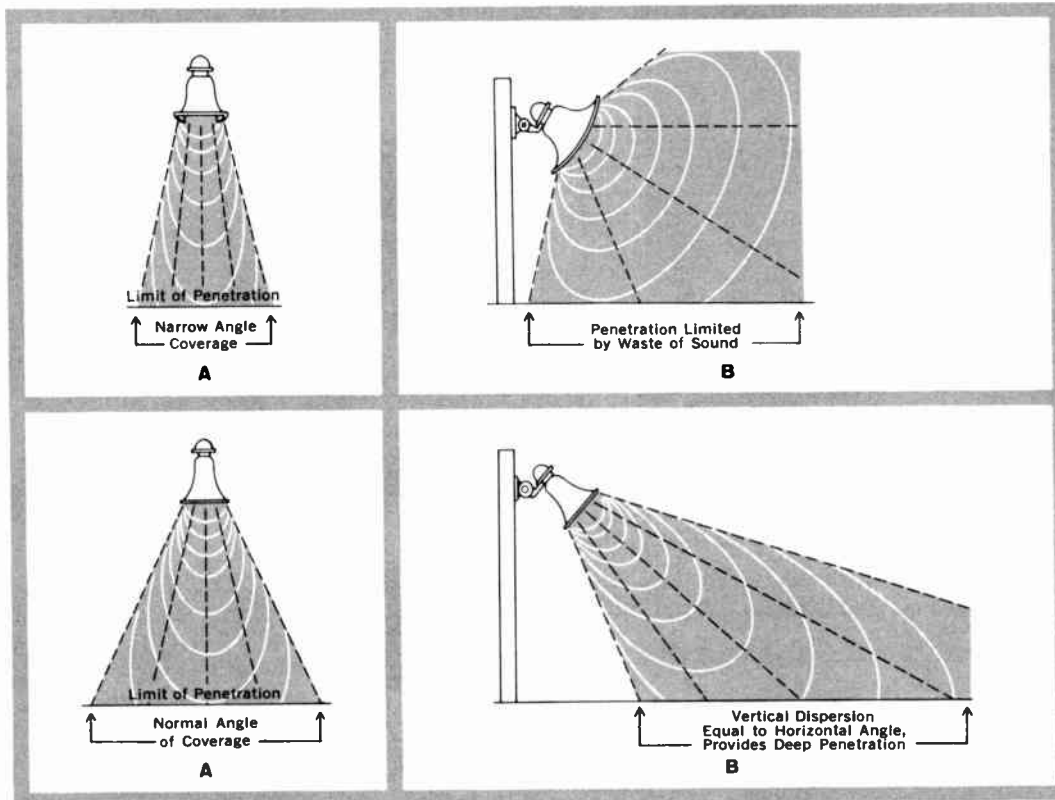 Limit of Penetration
Narrow Angle
Coverage
A
Penetration Limited
by Waste of Sound
B
Limit of Penetration
Normal Angle
of Coverage
A
Vertical Dispersion
Equal to Horizontal Angle,
Provides Deep Penetration
B